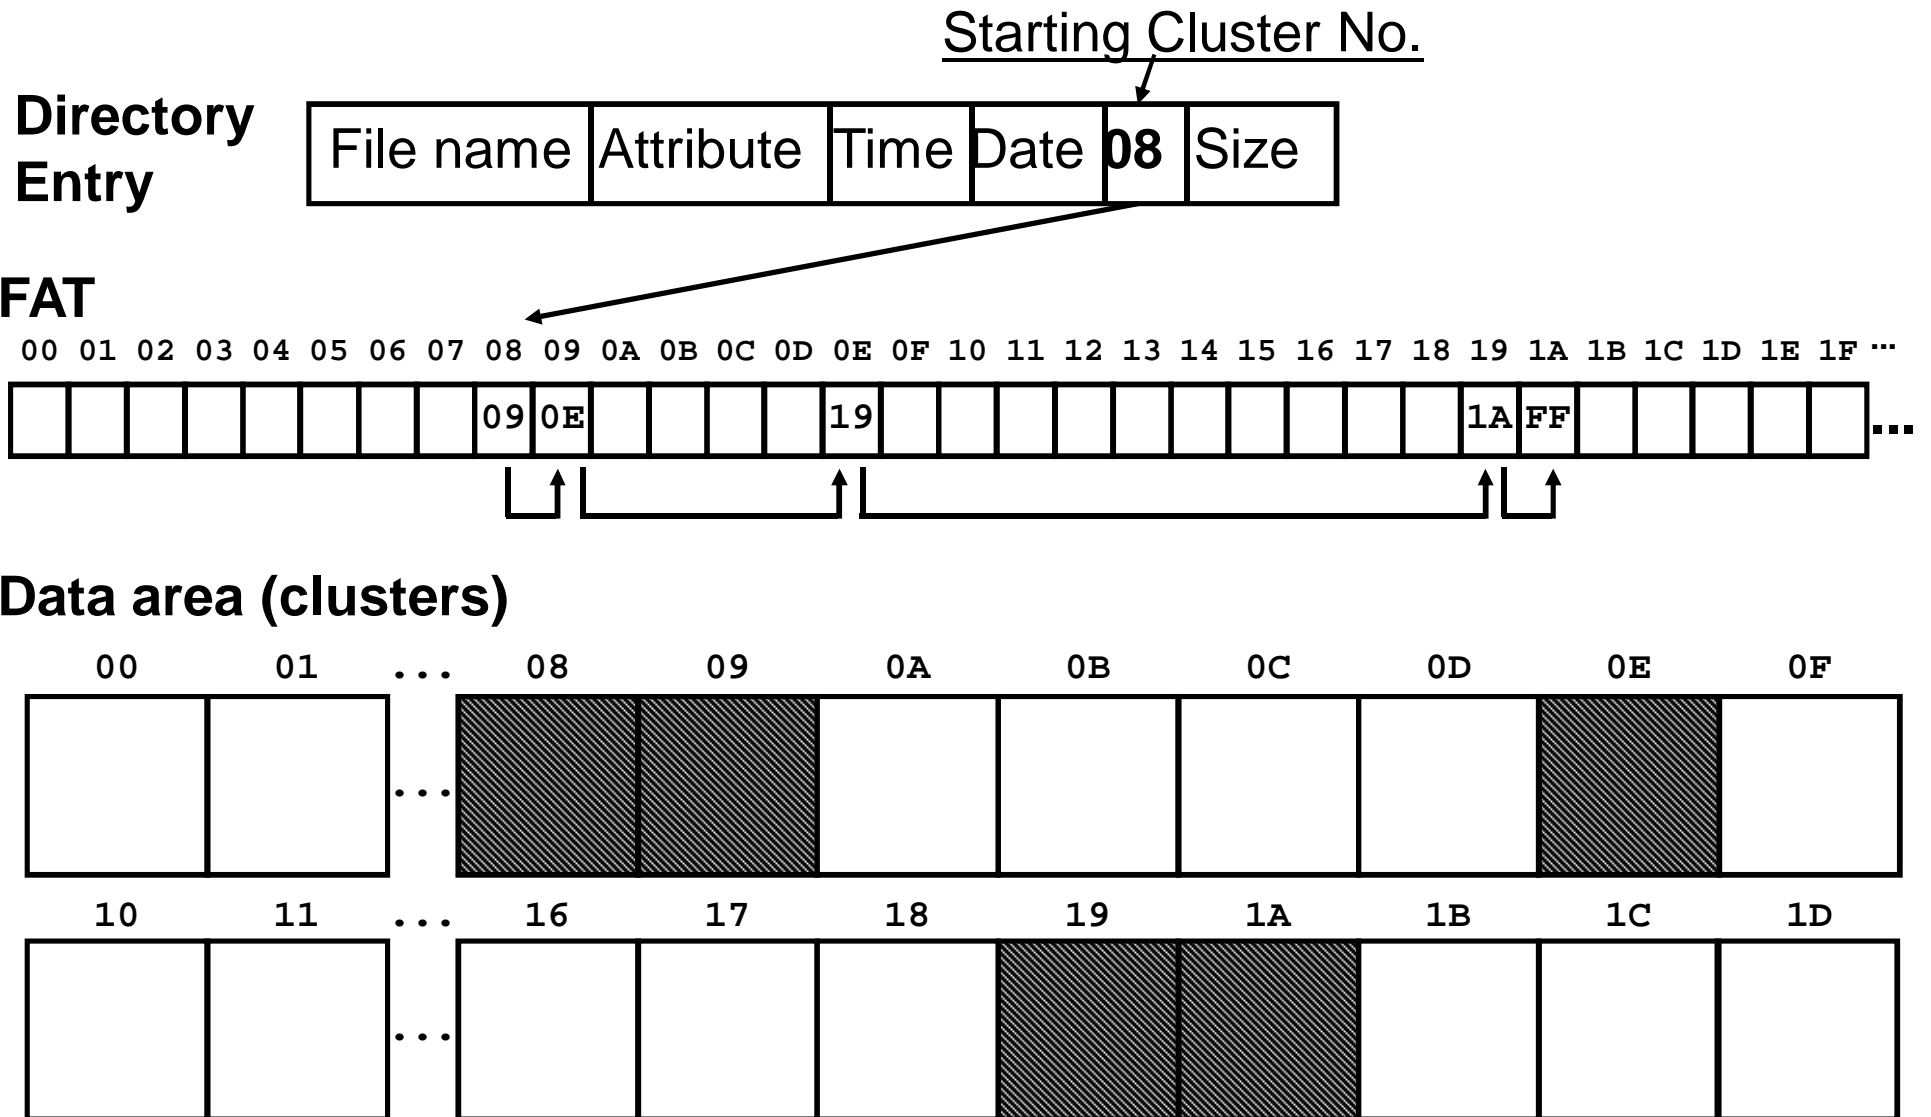 Starting Cluster No.
Directory Entry
File name Attribute Time Date 08 Size
FAT
00 01 02 03 04 05 06 07 08 09 0A 0B 0C 0D 0E 0F 10 11 12 13 14 15 16 17 18 19 1A 1B 1C 1D 1E 1F ...
09 0E 19 1A FF ...
Data area (clusters)
00 01 ... 08 09 0A 0B 0C 0D 0E 0F
...
10 11 ... 16 17 18 19 1A 1B 1C 1D
...